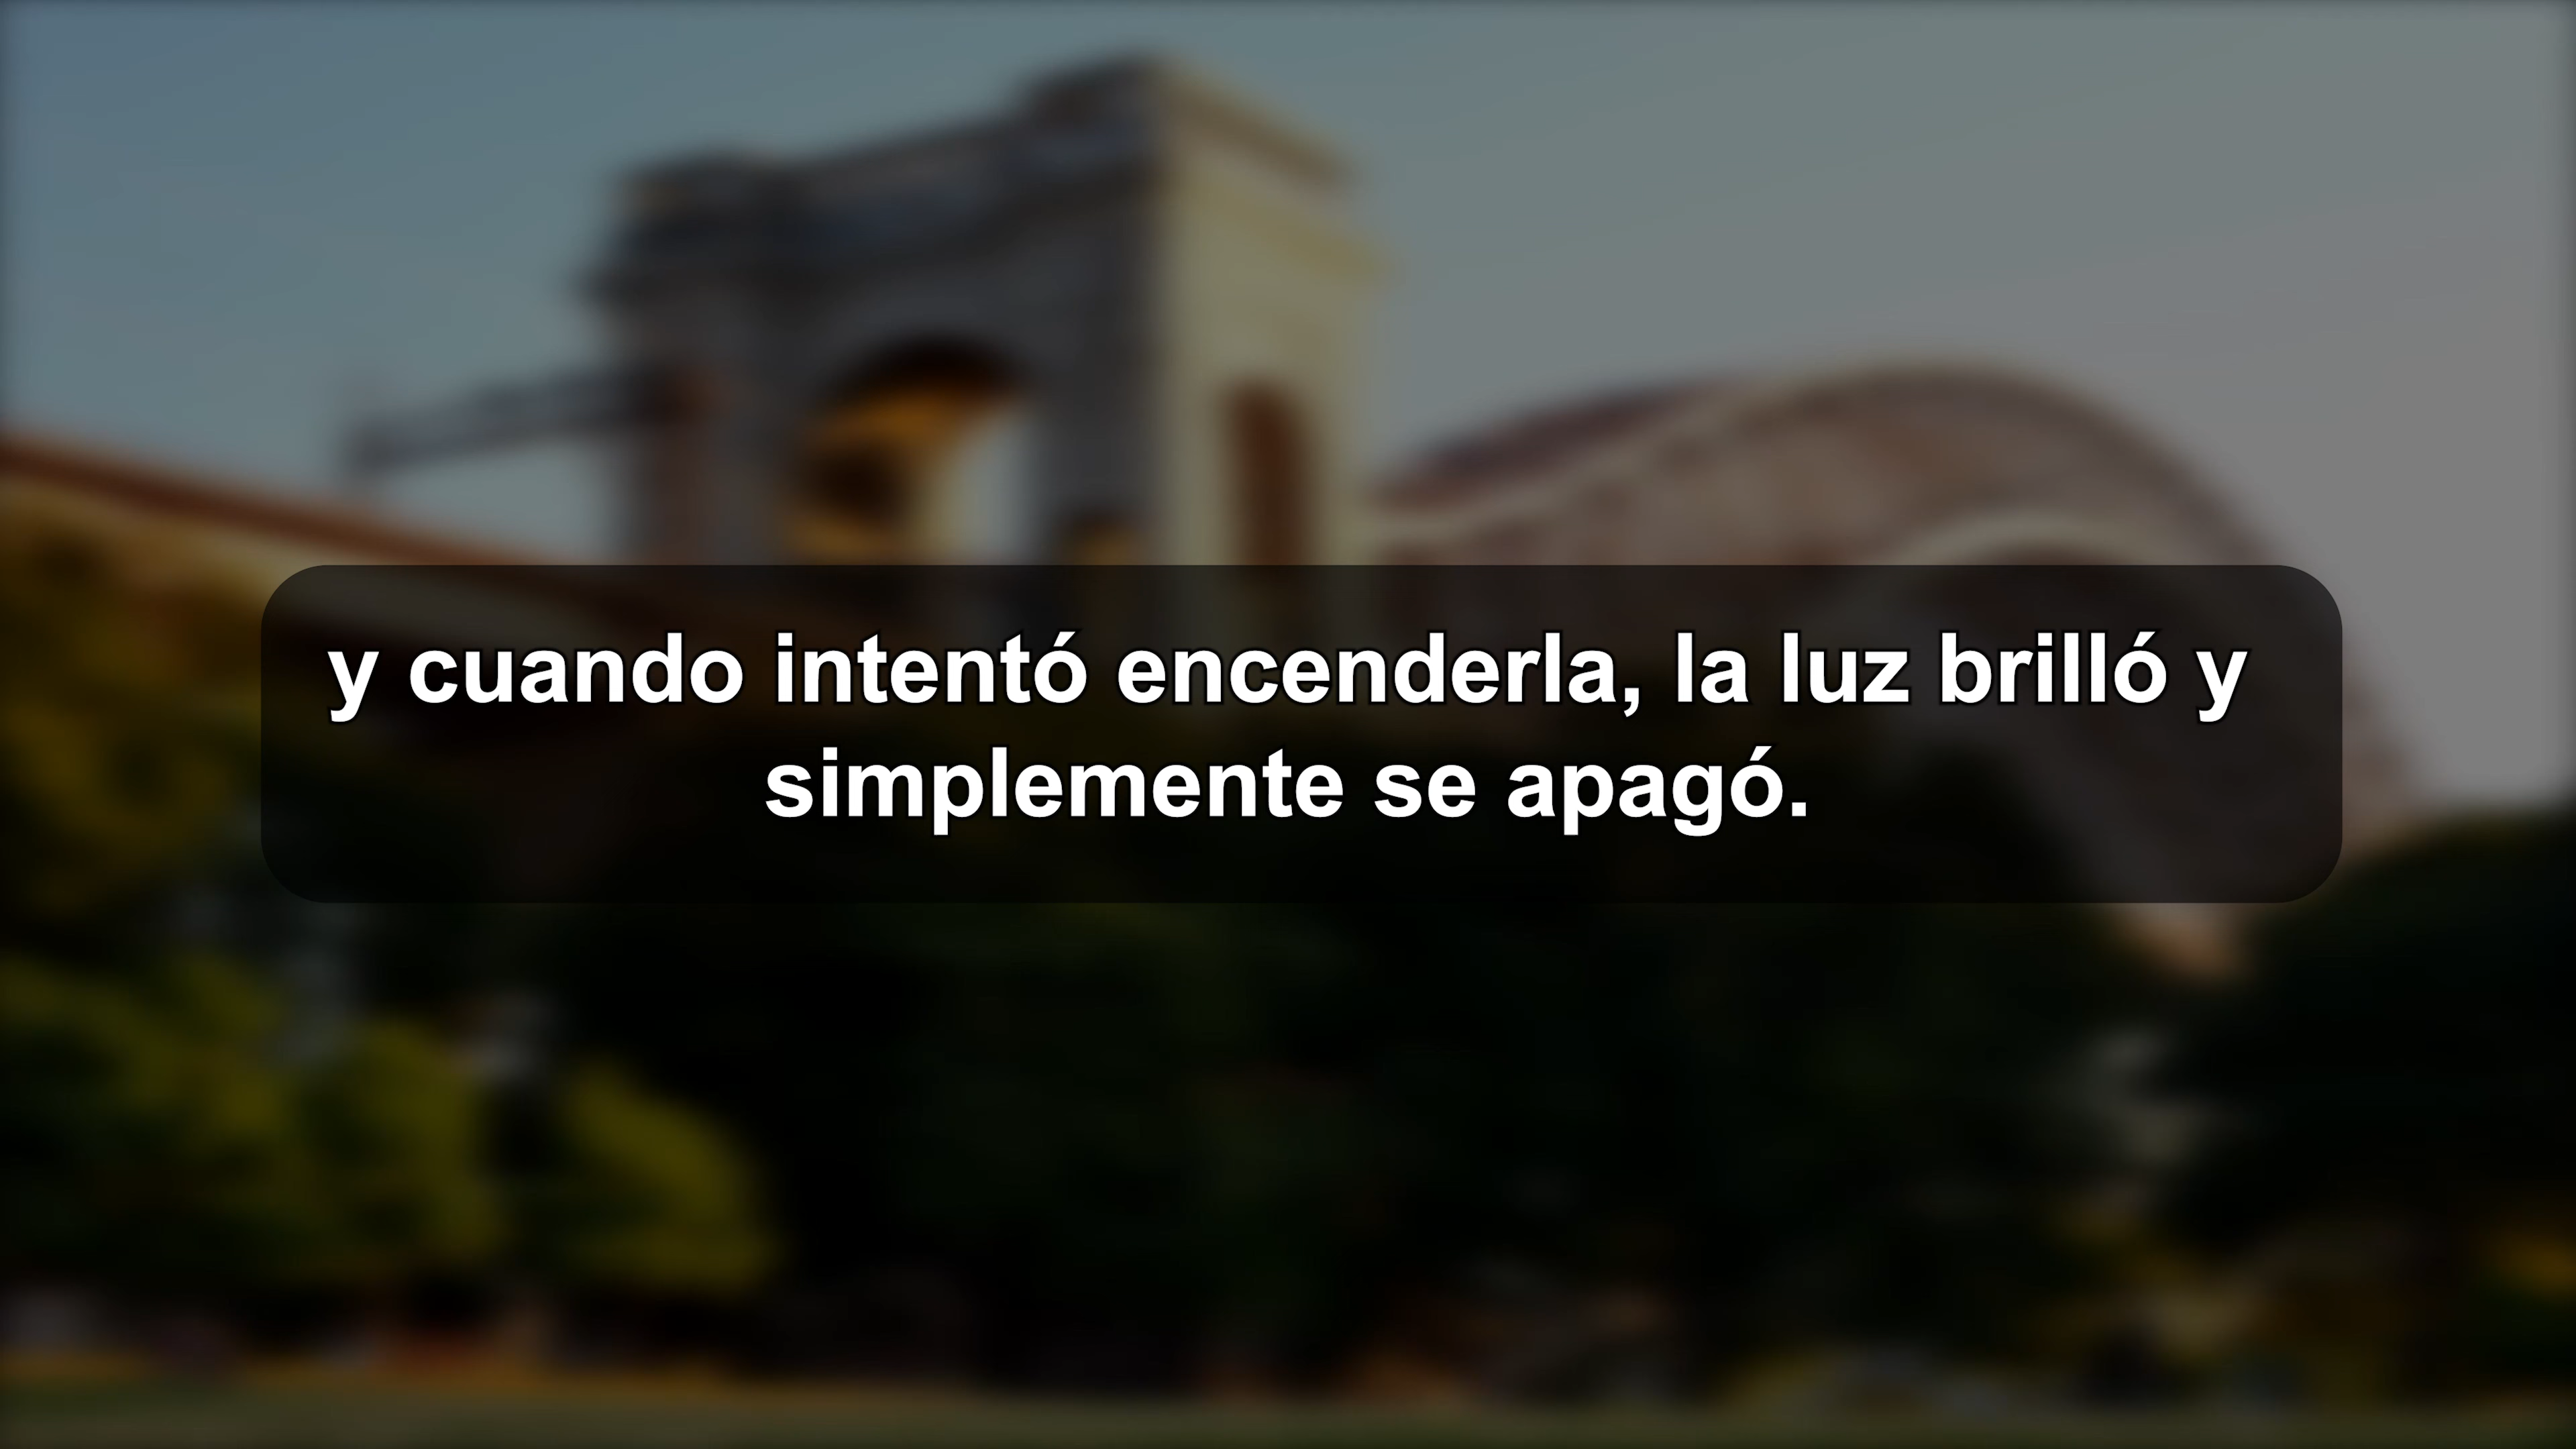 y cuando intentó encenderla, la luz brilló y
simplemente se apagó.